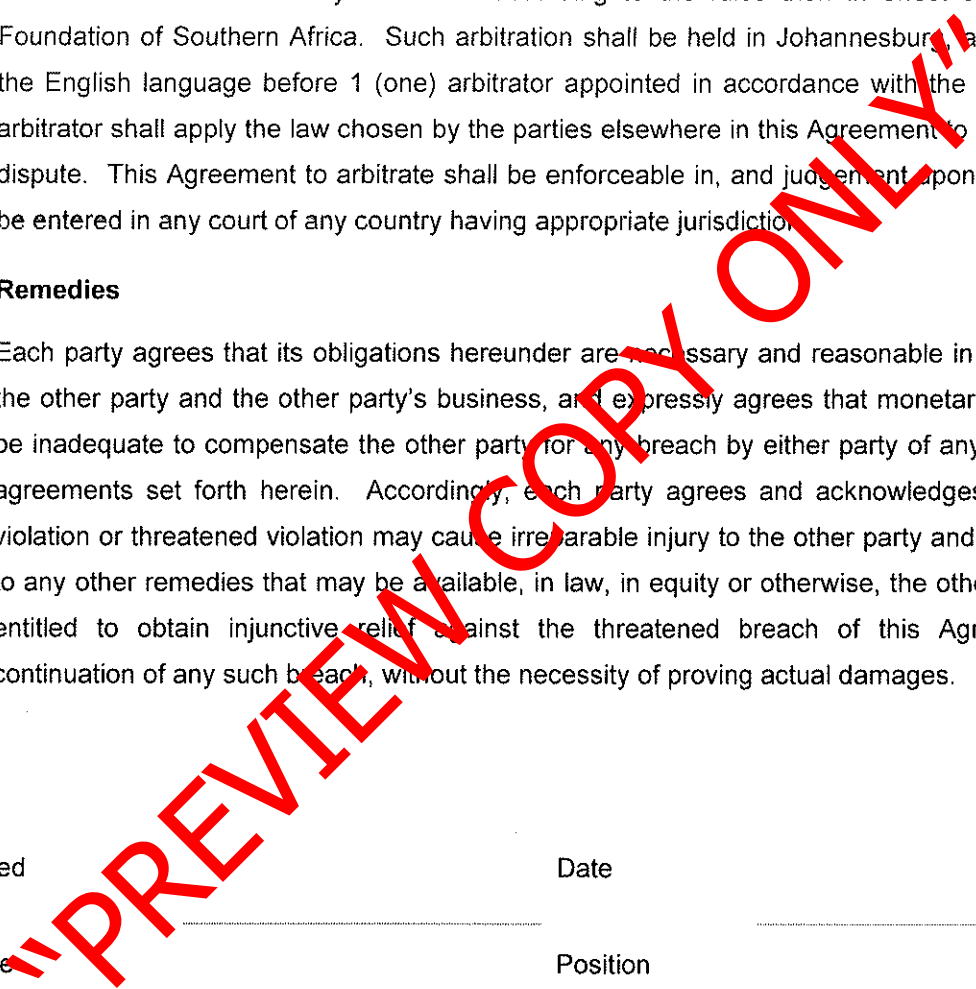 Foundation of Southern Africa. Such arbitration shall be held in Johannesburg,
the English language before 1 (one) arbitrator appointed in accordance with the
arbitrator shall apply the law chosen by the parties elsewhere in this Agreement to
dispute. This Agreement to arbitrate shall be enforceable in, and judgement upon
be entered in any court of any country having appropriate jurisdiction
Remedies
Each party agrees that its obligations hereunder are necessary and reasonable in
the other party and the other party's business, and expressly agrees that monetar
be inadequate to compensate the other party for any breach by either party of any
agreements set forth herein. Accordingly, each party agrees and acknowledges
violation or threatened violation may cause irreparable injury to the other party and
to any other remedies that may be available, in law, in equity or otherwise, the othe
entitled to obtain injunctive relief against the threatened breach of this Agr
continuation of any such breach, without the necessity of proving actual damages.
ed Date
e Position
"PREVIEW COPY ONLY"